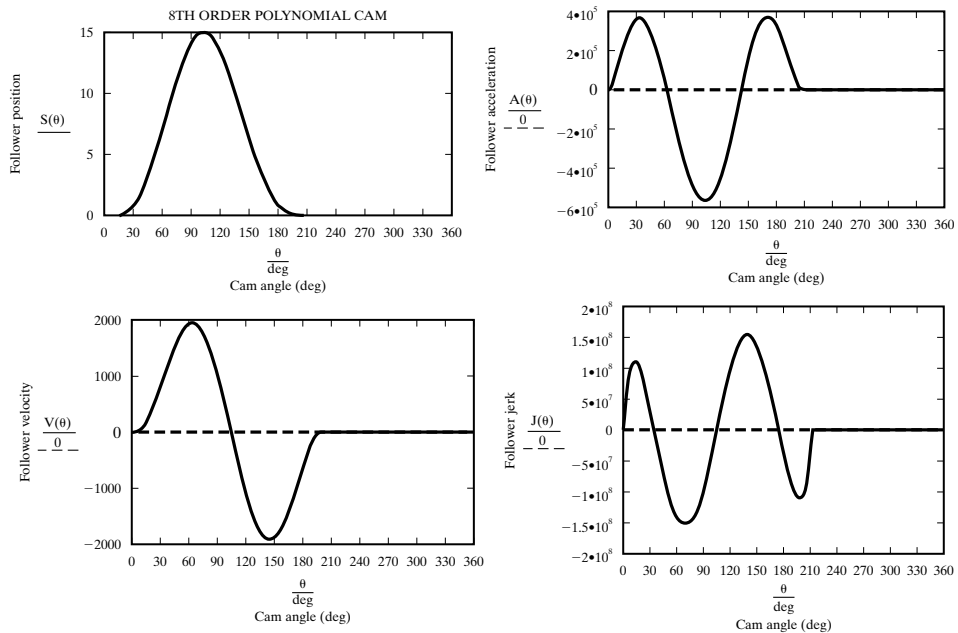 8TH ORDER POLYNOMIAL CAM
15
10
5
0
Follower position
S(θ)
0 30 60 90 120 150 180 210 240 270 300 330 360
θ
deg
Cam angle (deg)
4•10⁵
2•10⁵
0
−2•10⁵
−4•10⁵
−6•10⁵
Follower acceleration
A(θ)
0
0 30 60 90 120 150 180 210 240 270 300 330 360
θ
deg
Cam angle (deg)
2000
1000
0
−1000
−2000
Follower velocity
V(θ)
0
0 30 60 90 120 150 180 210 240 270 300 330 360
θ
deg
Cam angle (deg)
2•10⁸
1.5•10⁸
1•10⁸
5•10⁷
0
−5•10⁷
−1•10⁸
−1.5•10⁸
−2•10⁸
Follower jerk
J(θ)
0
0 30 60 90 120 150 180 210 240 270 300 330 360
θ
deg
Cam angle (deg)